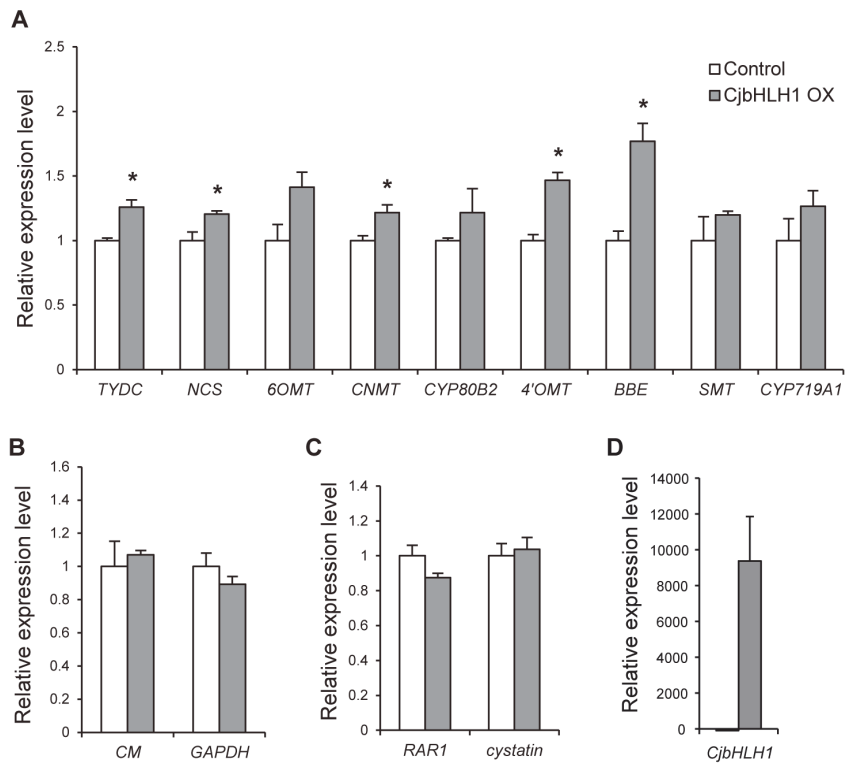 A
Relative expression level
2.5
2
1.5
1
0.5
0
Control
CjbHLH1 OX
*
*
*
*
*
TYDC NCS 6OMT CNMT CYP80B2 4'OMT BBE SMT CYP719A1
B
Relative expression level
1.6
1.4
1.2
1
0.8
0.6
0.4
0.2
0
CM GAPDH
C
Relative expression level
1.4
1.2
1
0.8
0.6
0.4
0.2
0
RAR1 cystatin
D
Relative expression level
14000
12000
10000
8000
6000
4000
2000
0
CjbHLH1